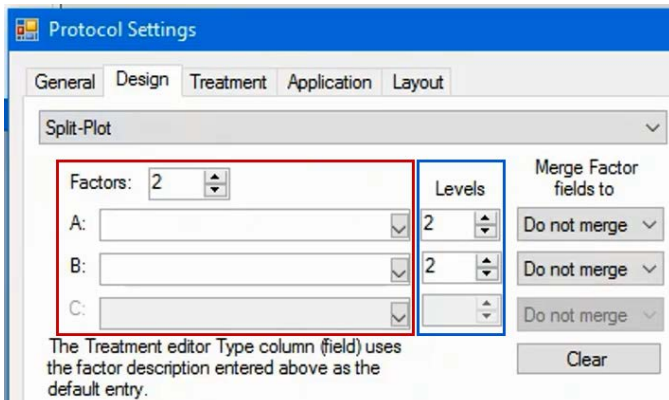 Protocol Settings
General Design Treatment Application Layout
Split-Plot
Factors: 2
Levels
Merge Factor
fields to
A: 2 Do not merge
B: 2 Do not merge
C: Do not merge
The Treatment editor Type column (field) uses
the factor description entered above as the
default entry.
Clear